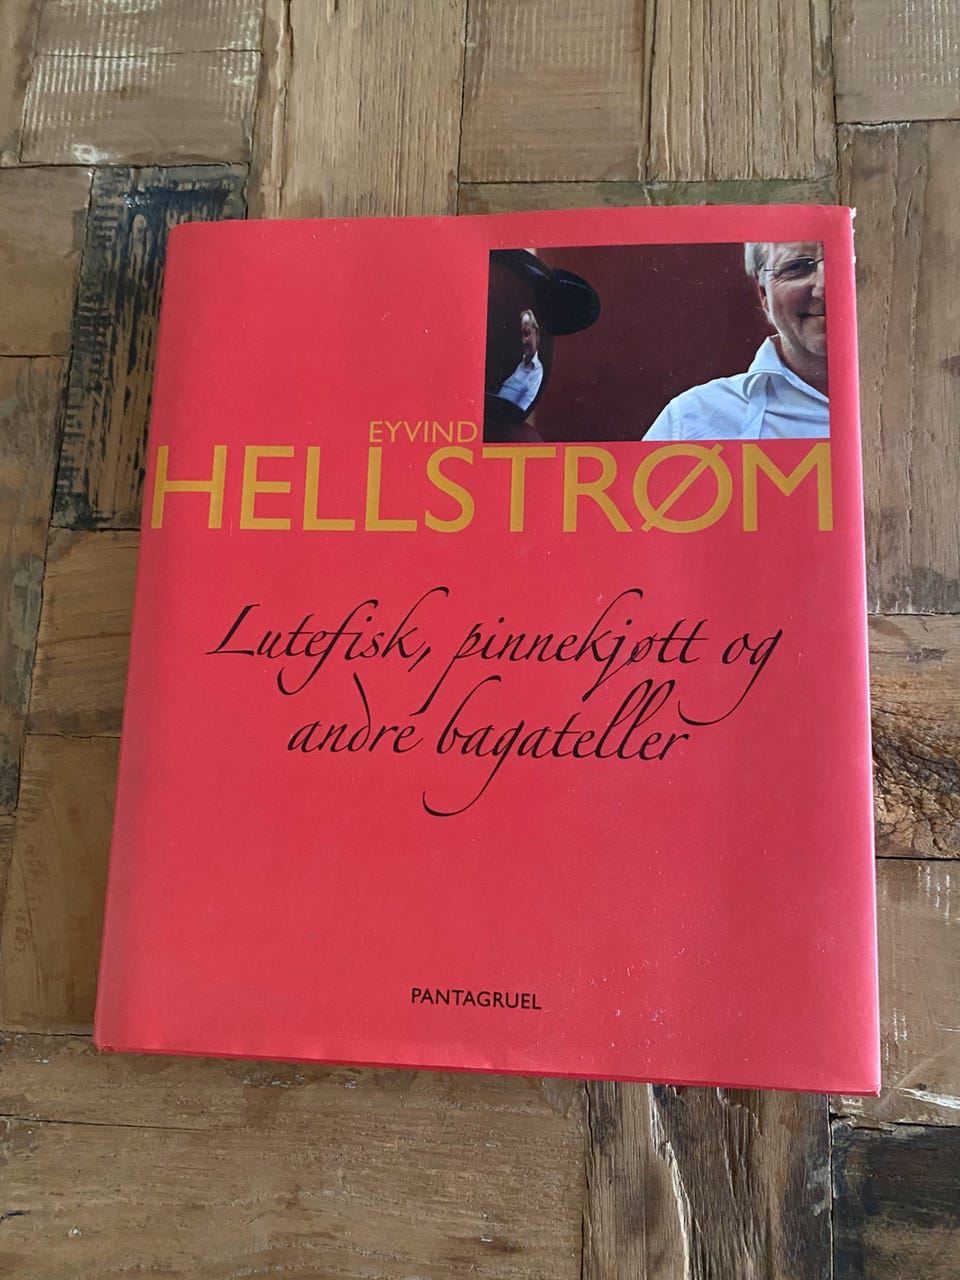 EYVIND
HELLSTRØM
Lutefisk, pinnekjøtt og
andre bagateller
PANTAGRUEL